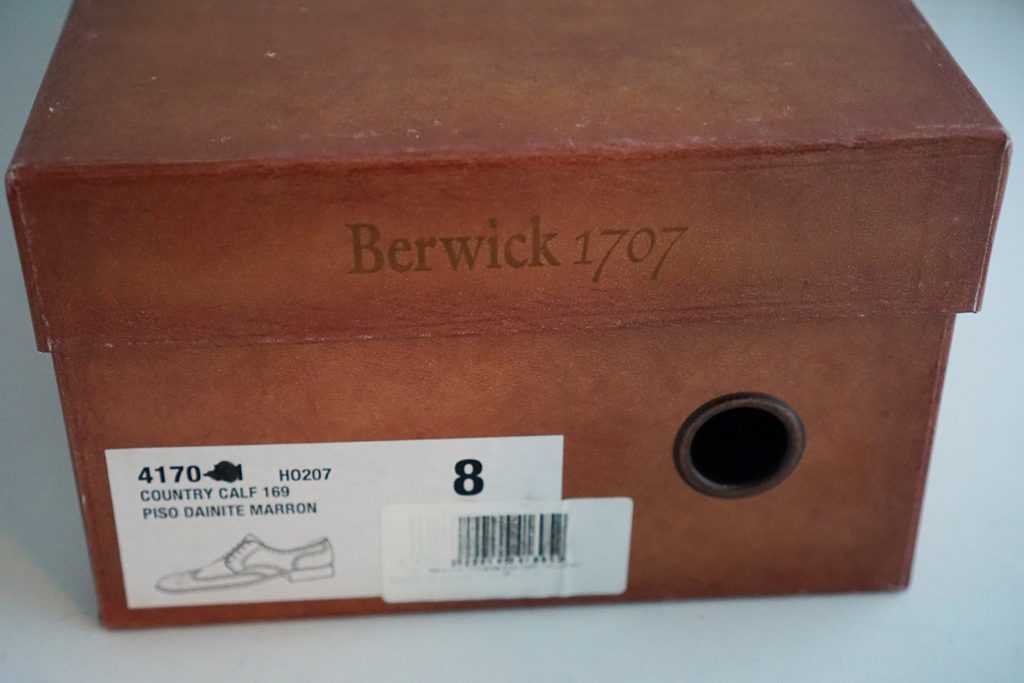 Berwick 1707
4170 H0207
8
COUNTRY CALF 169
PISO DAINITE MARRON